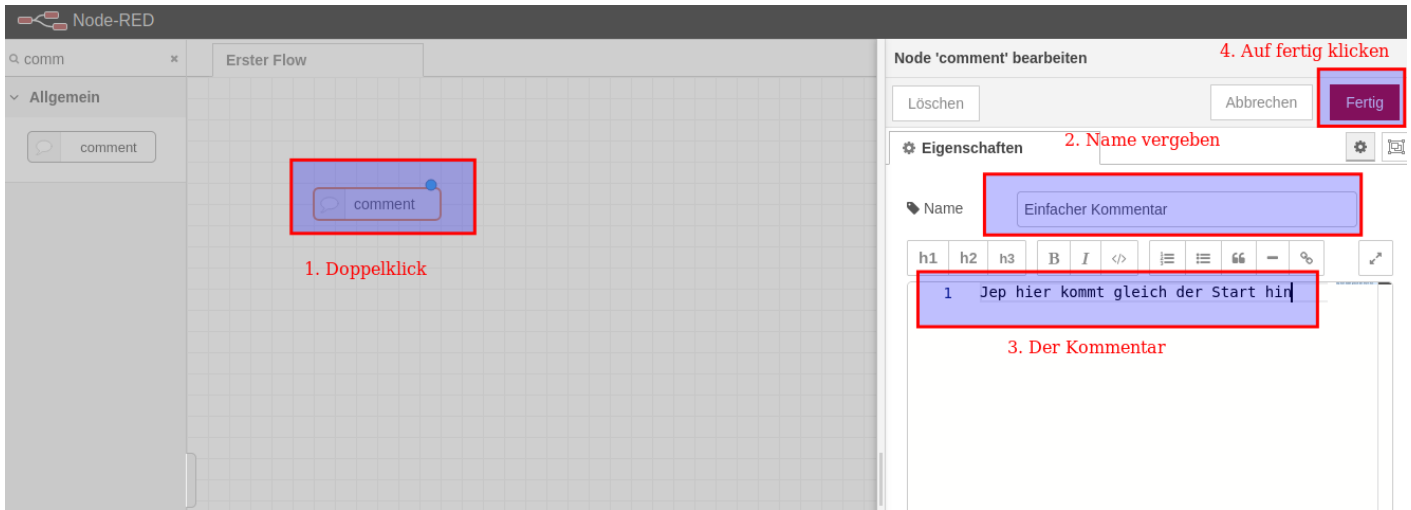 Node-RED
comm
Erster Flow
Node 'comment' bearbeiten
4. Auf fertig klicken
Allgemein
Löschen
Abbrechen
Fertig
comment
Eigenschaften
2. Name vergeben
comment
Name
Einfacher Kommentar
1. Doppelklick
h1 h2 h3 B I </>
1 Jep hier kommt gleich der Start hin
3. Der Kommentar